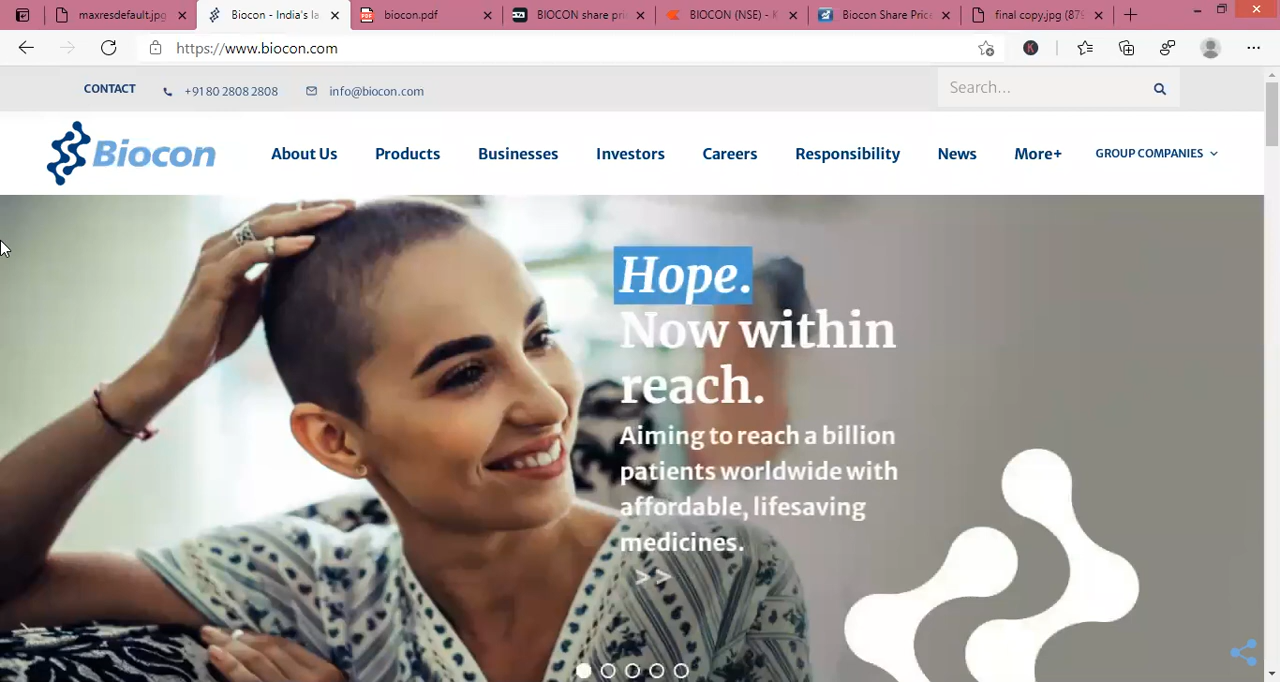 maxresdefault.jpg
Biocon - India's la
biocon.pdf
BIOCON share pri
BIOCON (NSE) - K
Biocon Share Price
final copy.jpg (879
https://www.biocon.com
K
CONTACT
+91 80 2808 2808
info@biocon.com
Search...
Biocon
About Us
Products
Businesses
Investors
Careers
Responsibility
News
More+
GROUP COMPANIES
Hope.
Now within
reach.
Aiming to reach a billion
patients worldwide with
affordable, lifesaving
medicines.
>>